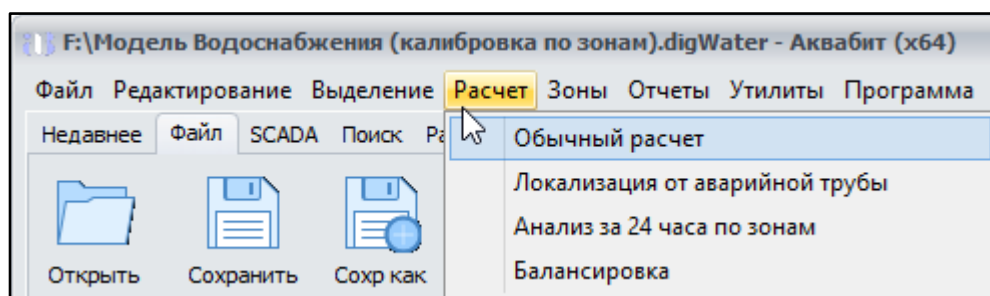 F:\Модель Водоснабжения (калибровка по зонам).digWater - Аквабит (x64)
Файл Редактирование Выделение Расчет Зоны Отчеты Утилиты Программа
Недавнее Файл SCADA Поиск
Обычный расчет
Локализация от аварийной трубы
Анализ за 24 часа по зонам
Балансировка
Открыть Сохранить Сохр как